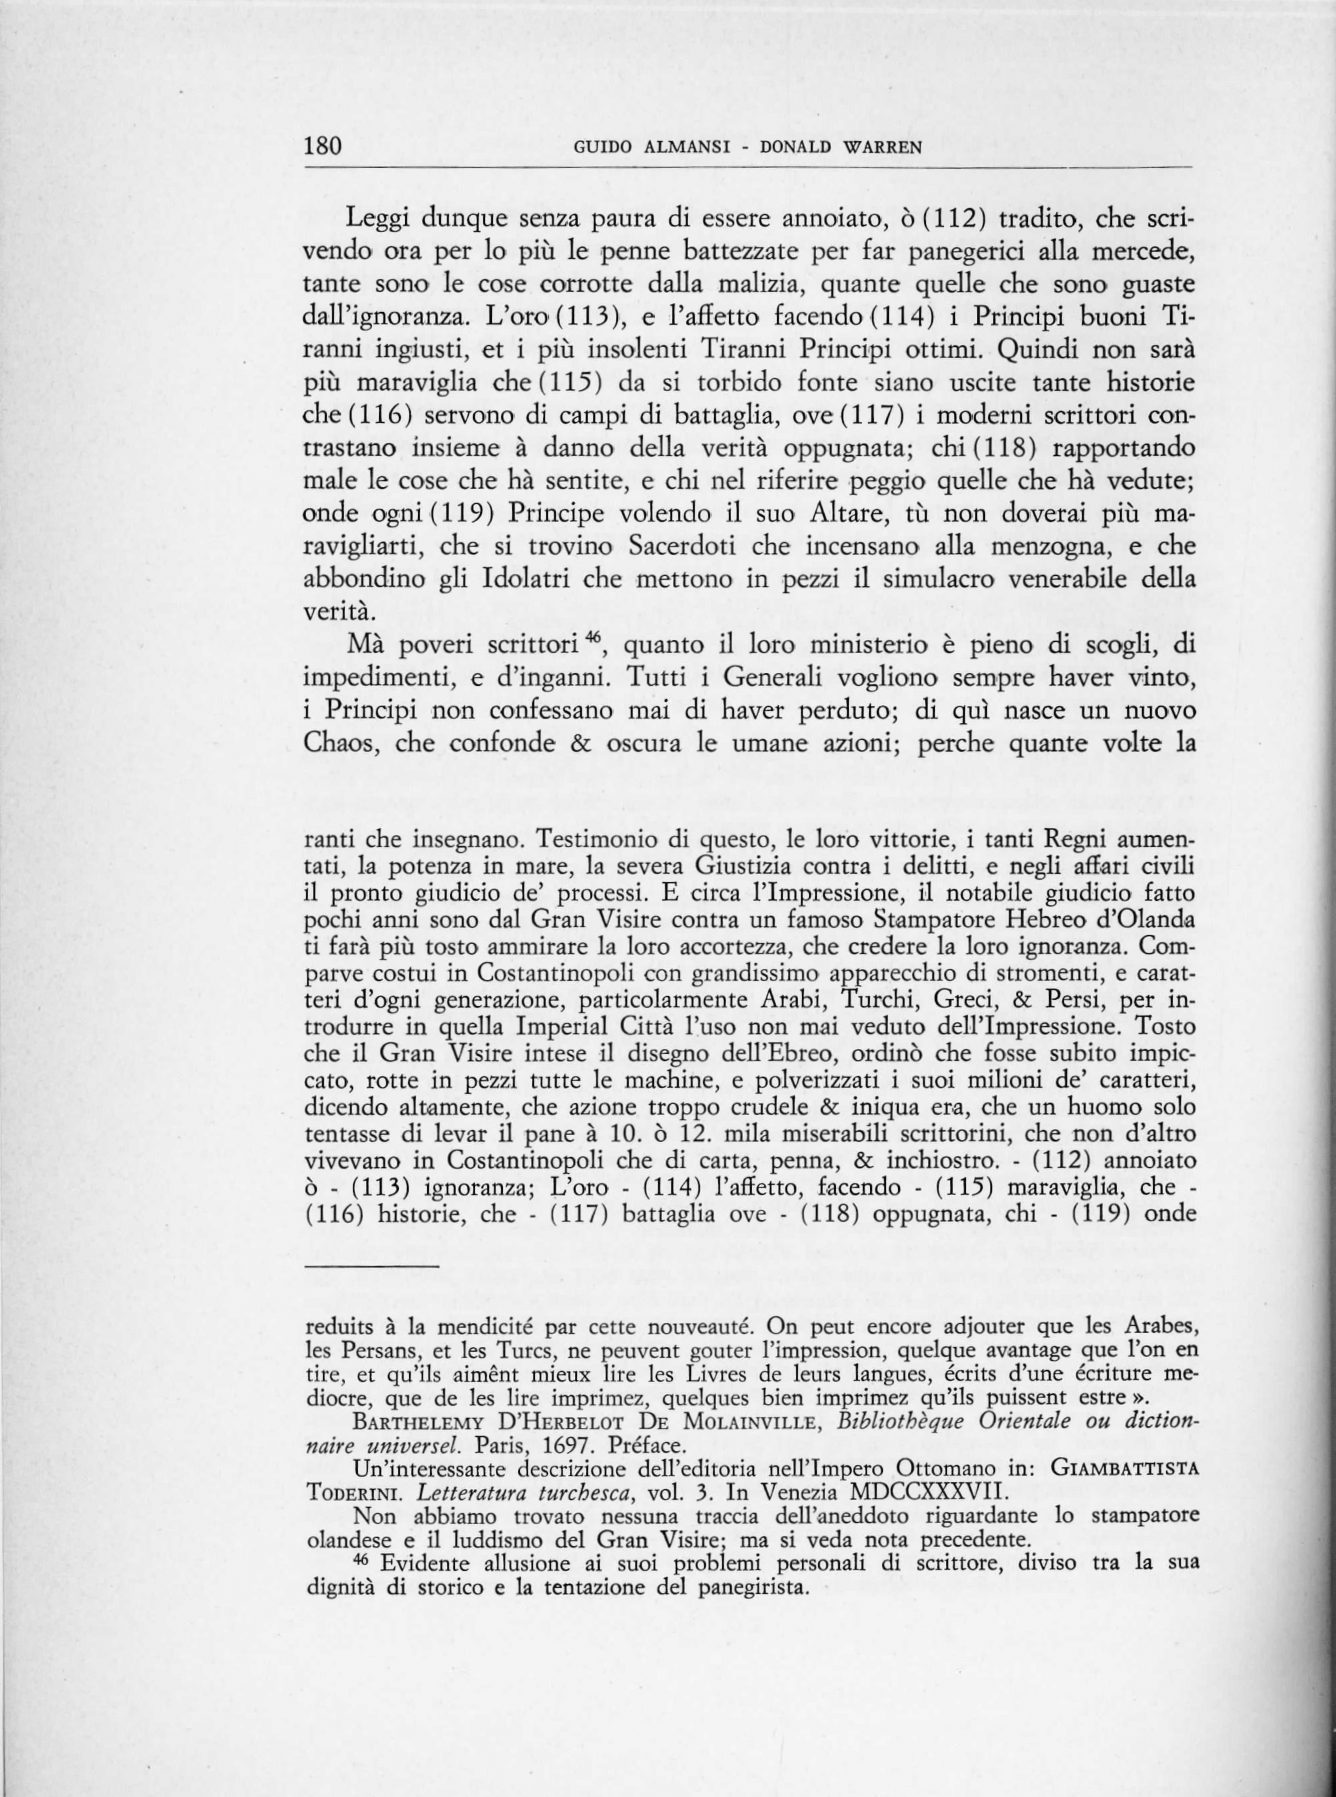 180
GUIDO ALMANSI - DONALD WARREN
Leggi dunque senza paura di essere annoiato, ò (112) tradito, che scri-
vendo ora per lo più le penne battezzate per far panegerici alla mercede,
tante sono le cose corrotte dalla malizia, quante quelle che sono guaste
dall'ignoranza. L'oro (113), e l'affetto facendo (114) i Principi buoni Ti-
ranni ingiusti, et i più insolenti Tiranni Principi ottimi. Quindi non sarà
più maraviglia che (115) da si torbido fonte siano uscite tante historie
che (116) servono di campi di battaglia, ove (117) i moderni scrittori con-
trastano insieme à danno della verità oppugnata; chi (118) rapportando
male le cose che hà sentite, e chi nel riferire peggio quelle che hà vedute;
onde ogni (119) Principe volendo il suo Altare, tù non doverai più ma-
ravigliarti, che si trovino Sacerdoti che incensano alla menzogna, e che
abbondino gli Idolatri che mettono in pezzi il simulacro venerabile della
verità.
Mà poveri scrittori 46, quanto il loro ministerio è pieno di scogli, di
impedimenti, e d'inganni. Tutti i Generali vogliono sempre haver vinto,
i Principi non confessano mai di haver perduto; di quì nasce un nuovo
Chaos, che confonde & oscura le umane azioni; perche quante volte la
ranti che insegnano. Testimonio di questo, le loro vittorie, i tanti Regni aumen-
tati, la potenza in mare, la severa Giustizia contra i delitti, e negli affari civili
il pronto giudicio de' processi. E circa l'Impressione, il notabile giudicio fatto
pochi anni sono dal Gran Visire contra un famoso Stampatore Hebreo d'Olanda
ti farà più tosto ammirare la loro accortezza, che credere la loro ignoranza. Com-
parve costui in Costantinopoli con grandissimo apparecchio di stromenti, e carat-
teri d'ogni generazione, particolarmente Arabi, Turchi, Greci, & Persi, per in-
trodurre in quella Imperial Città l'uso non mai veduto dell'Impressione. Tosto
che il Gran Visire intese il disegno dell'Ebreo, ordinò che fosse subito impic-
cato, rotte in pezzi tutte le machine, e polverizzati i suoi milioni de' caratteri,
dicendo altamente, che azione troppo crudele & iniqua era, che un huomo solo
tentasse di levar il pane à 10. ò 12. mila miserabili scrittorini, che non d'altro
vivevano in Costantinopoli che di carta, penna, & inchiostro. - (112) annoiato
ò - (113) ignoranza; L'oro - (114) l'affetto, facendo - (115) maraviglia, che -
(116) historie, che - (117) battaglia ove - (118) oppugnata, chi - (119) onde
reduits à la mendicité par cette nouveauté. On peut encore adjouter que les Arabes,
les Persans, et les Turcs, ne peuvent gouter l'impression, quelque avantage que l'on en
tire, et qu'ils aimênt mieux lire les Livres de leurs langues, écrits d'une écriture me-
diocre, que de les lire imprimez, quelques bien imprimez qu'ils puissent estre ».
BARTHELEMY D'HERBELOT DE MOLAINVILLE, Bibliothèque Orientale ou diction-
naire universel. Paris, 1697. Préface.
Un'interessante descrizione dell'editoria nell'Impero Ottomano in: GIAMBATTISTA
TODERINI. Letteratura turchesca, vol. 3. In Venezia MDCCXXXVII.
Non abbiamo trovato nessuna traccia dell'aneddoto riguardante lo stampatore
olandese e il luddismo del Gran Visire; ma si veda nota precedente.
46 Evidente allusione ai suoi problemi personali di scrittore, diviso tra la sua
dignità di storico e la tentazione del panegirista.